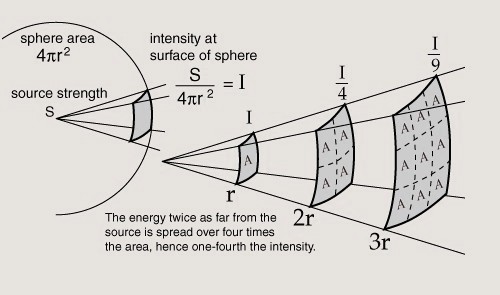 sphere area
4πr²
source strength
S
intensity at
surface of sphere
S
4πr²
= I
I
A
r
I
4
A A
A A
2r
I
9
A A A
A A A
A A A
3r
The energy twice as far from the
source is spread over four times
the area, hence one-fourth the intensity.